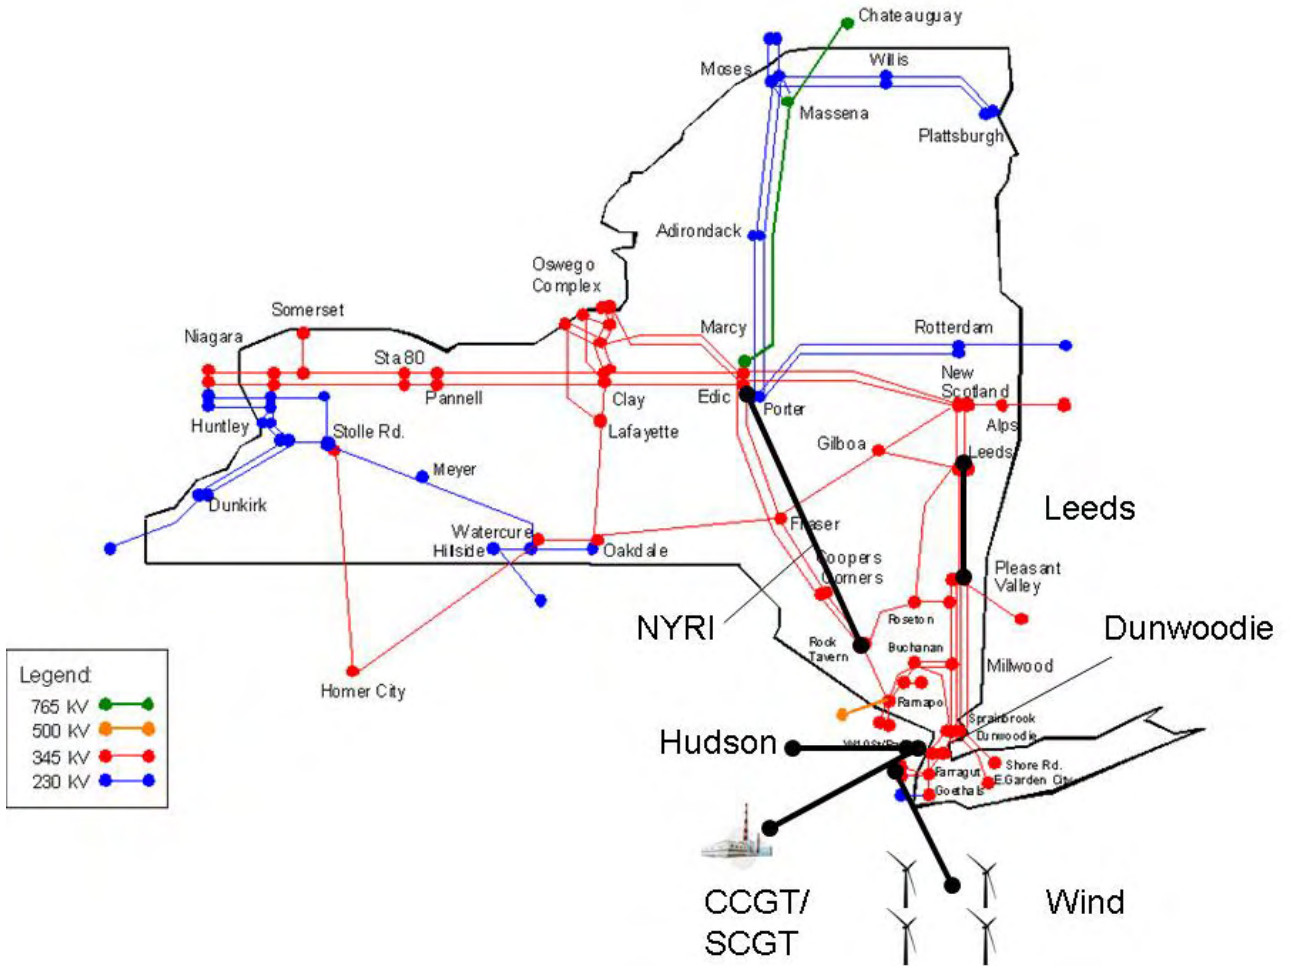 Chateauguay
Moses
Willis
Massena
Plattsburgh
Adirondack
Oswego
Complex
Somerset
Niagara
Marcy
Rotterdam
Sta 80
New
Scotland
Pannell
Clay
Edic
Porter
Alps
Huntley
Stolle Rd.
Lafayette
Gilboa
Leeds
Meyer
Dunkirk
Leeds
Fraser
Watercure
Hillside
Oakdale
Coopers
Corners
Pleasant
Valley
NYRI
Roseton
Dunwoodie
Rock
Tavern
Buchanan
Millwood
Legend:
765 KV
500 KV
345 KV
230 KV
Homer City
Ramapo
Sprainbrook
Dunwoodie
Hudson
Shore Rd.
Farragut
E.Garden City
Goethals
CCGT/
SCGT
Wind